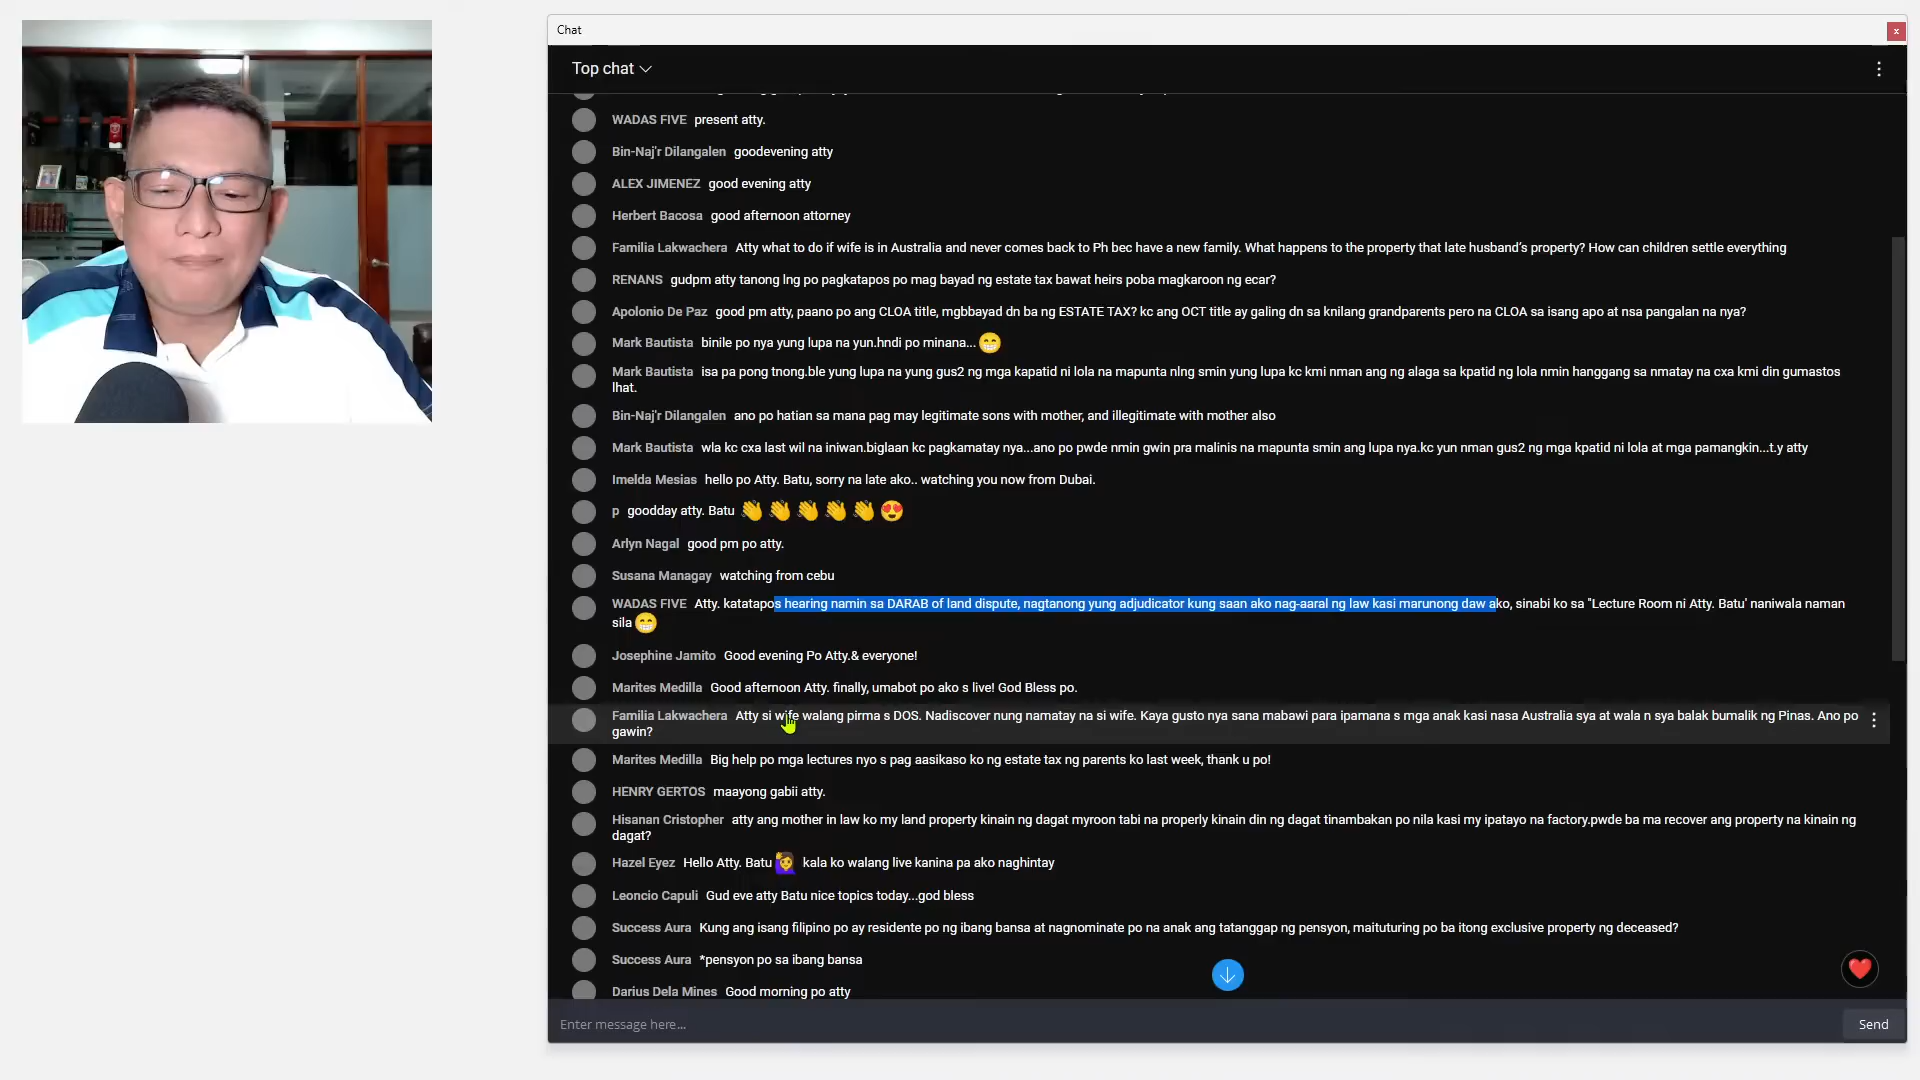 Chat
x
Top chat
WADAS FIVE present atty.
Bin-Naj'r Dilangalen goodevening atty
ALEX JIMENEZ good evening atty
Herbert Bacosa good afternoon attorney
Familia Lakwachera Atty what to do if wife is in Australia and never comes back to Ph bec have a new family. What happens to the property that late husband's property? How can children settle everything
RENANS gudpm atty tanong lng po pagkatapos po mag bayad ng estate tax bawat heirs poba magkaroon ng ecar?
Apolonio De Paz good pm atty, paano po ang CLOA title, mgbbayad dn ba ng ESTATE TAX? kc ang OCT title ay galing dn sa knilang grandparents pero na CLOA sa isang apo at nsa pangalan na nya?
Mark Bautista binile po nya yung lupa na yun.hndi po minana... 😁
Mark Bautista isa pa pong tnong.ble yung lupa na yung gus2 ng mga kapatid ni lola na mapunta nlng smin yung lupa kc kmi nman ang ng alaga sa kpatid ng lola nmin hanggang sa nmatay na cxa kmi din gumastos
lhat.
Bin-Naj'r Dilangalen ano po hatian sa mana pag may legitimate sons with mother, and illegitimate with mother also
Mark Bautista wla kc cxa last wil na iniwan.biglaan kc pagkamatay nya...ano po pwde nmin gwin pra malinis na mapunta smin ang lupa nya.kc yun nman gus2 ng mga kpatid ni lola at mga pamangkin...t.y atty
Imelda Mesias hello po Atty. Batu, sorry na late ako.. watching you now from Dubai.
p goodday atty. Batu 👏 👏 👏 👏 👏 😍
Arlyn Nagal good pm po atty.
Susana Managay watching from cebu
WADAS FIVE Atty. katatapos hearing namin sa DARAB of land dispute, nagtanong yung adjudicator kung saan ako nag-aaral ng law kasi marunong daw ako, sinabi ko sa "Lecture Room ni Atty. Batu' naniwala naman
sila 😁
Josephine Jamito Good evening Po Atty.& everyone!
Marites Medilla Good afternoon Atty. finally, umabot po ako s live! God Bless po.
Familia Lakwachera Atty si wife walang pirma s DOS. Nadiscover nung namatay na si wife. Kaya gusto nya sana mabawi para ipamana s mga anak kasi nasa Australia sya at wala n sya balak bumalik ng Pinas. Ano po
gawin?
Marites Medilla Big help po mga lectures nyo s pag aasikaso ko ng estate tax ng parents ko last week, thank u po!
HENRY GERTOS maayong gabii atty.
Hisanan Cristopher atty ang mother in law ko my land property kinain ng dagat myroon tabi na properly kinain din ng dagat tinambakan po nila kasi my ipatayo na factory.pwde ba ma recover ang property na kinain ng
dagat?
Hazel Eyez Hello Atty. Batu 🙋‍♀️ kala ko walang live kanina pa ako naghintay
Leoncio Capuli Gud eve atty Batu nice topics today...god bless
Success Aura Kung ang isang filipino po ay residente po ng ibang bansa at nagnominate po na anak ang tatanggap ng pensyon, maituturing po ba itong exclusive property ng deceased?
Success Aura *pensyon po sa ibang bansa
Darius Dela Mines Good morning po atty
Enter message here...
Send